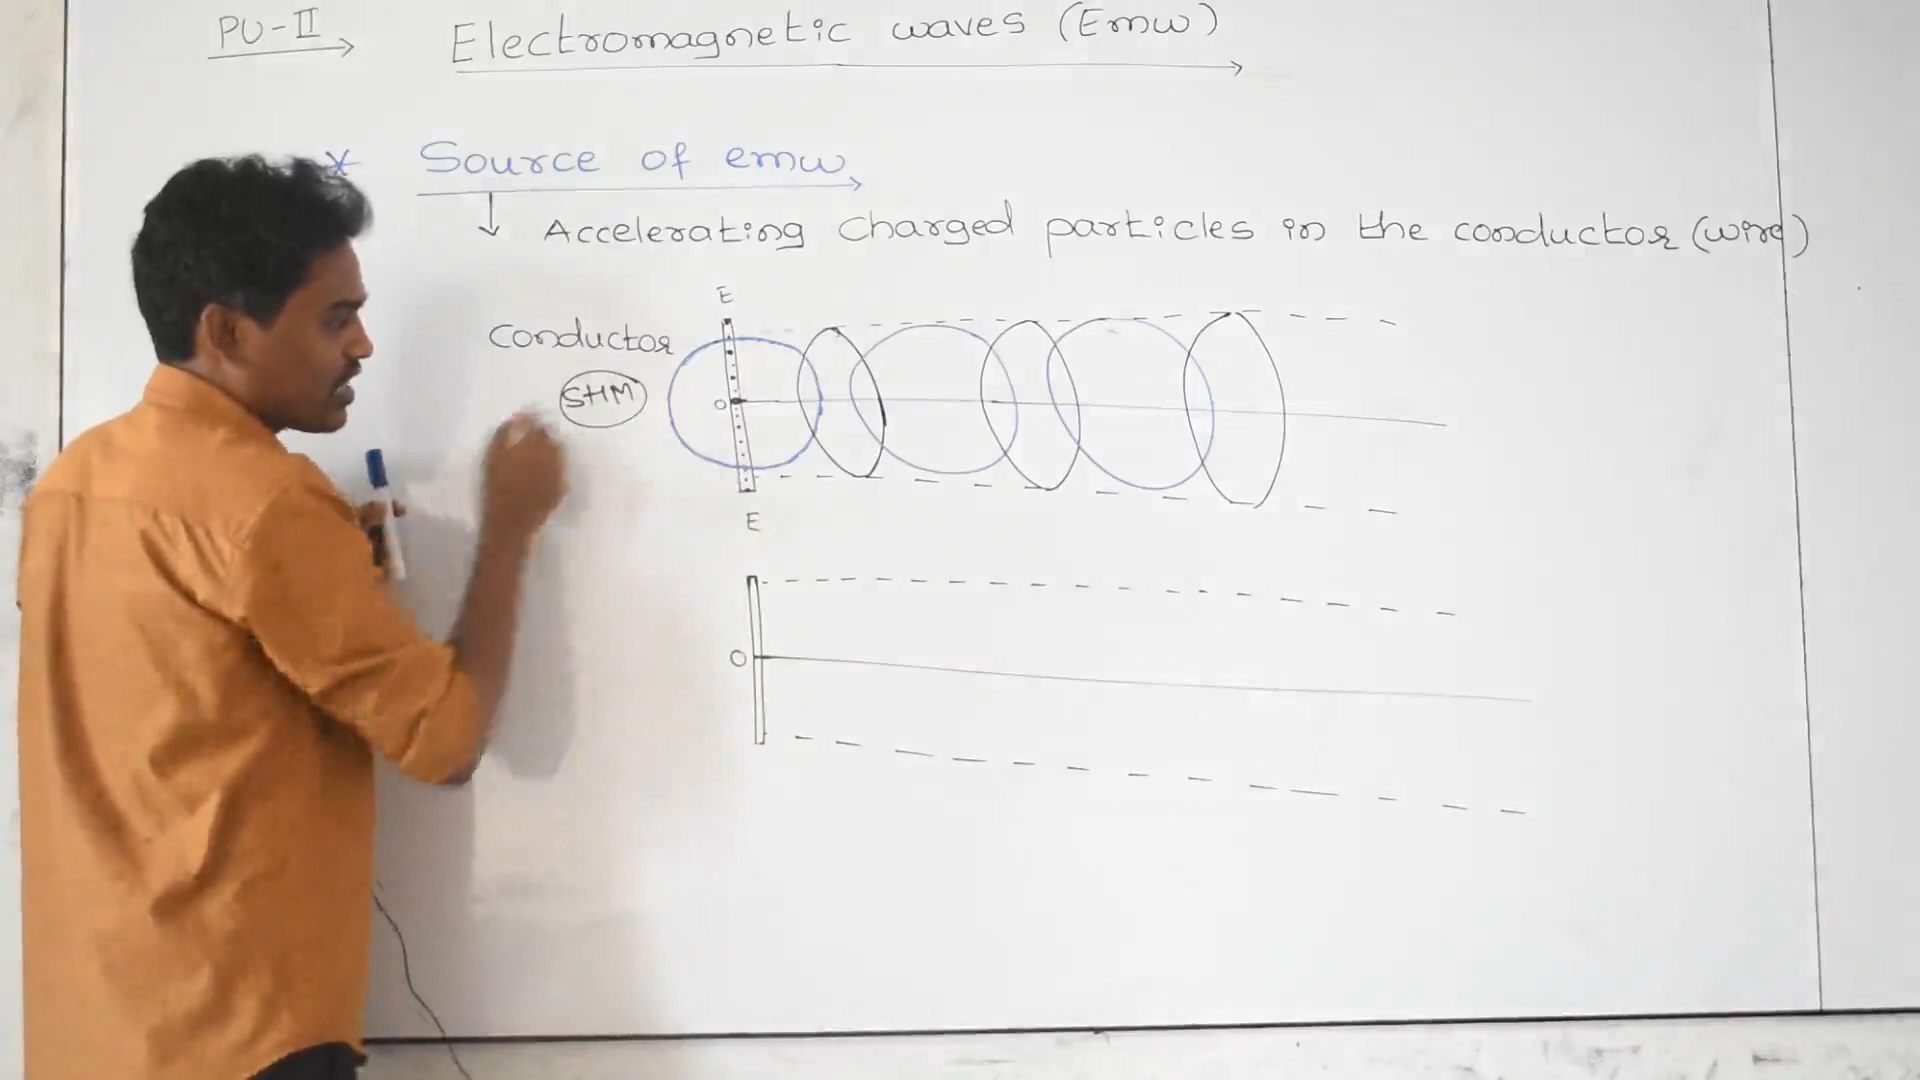 PU-II
Electromagnetic waves (Emw)
* Source of emw
Accelerating charged particles in the conductor (wire)
E
Conductor
SHM
O
E
O